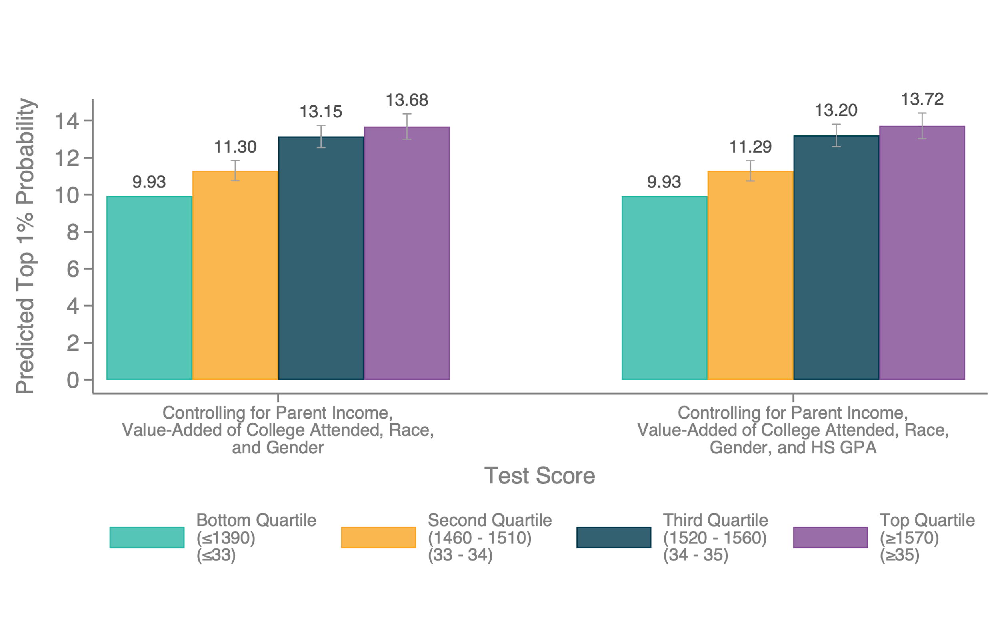 Predicted Top 1% Probability
14
12
10
8
6
4
2
0
9.93
11.30
13.15
13.68
9.93
11.29
13.20
13.72
Controlling for Parent Income,
Value-Added of College Attended, Race,
and Gender
Controlling for Parent Income,
Value-Added of College Attended, Race,
Gender, and HS GPA
Test Score
Bottom Quartile
(≤1390)
(≤33)
Second Quartile
(1460 - 1510)
(33 - 34)
Third Quartile
(1520 - 1560)
(34 - 35)
Top Quartile
(≥1570)
(≥35)